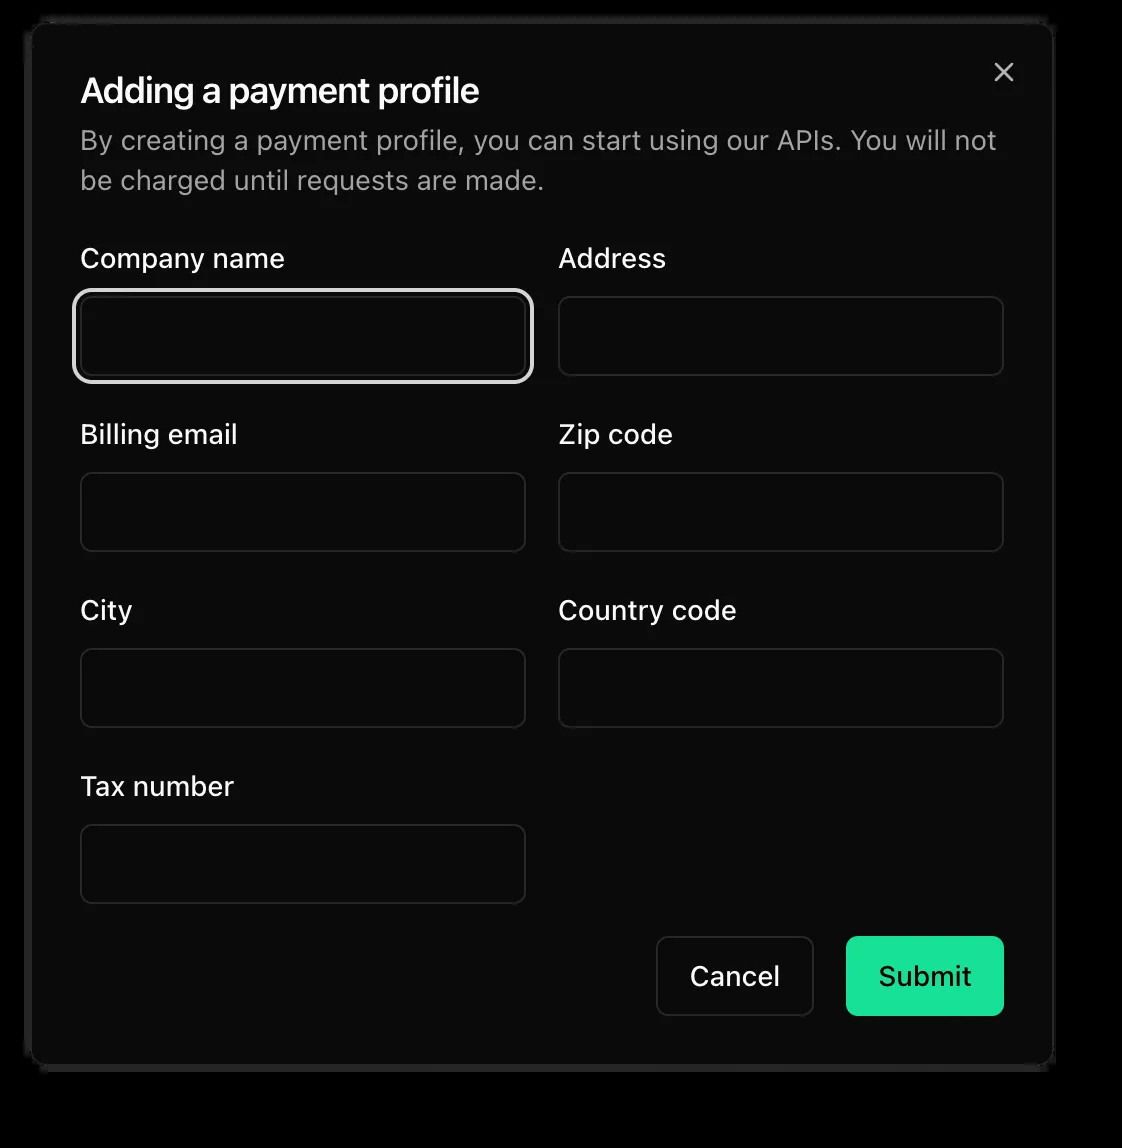 Adding a payment profile
By creating a payment profile, you can start using our APIs. You will not
be charged until requests are made.
Company name
Address
Billing email
Zip code
City
Country code
Tax number
Cancel
Submit